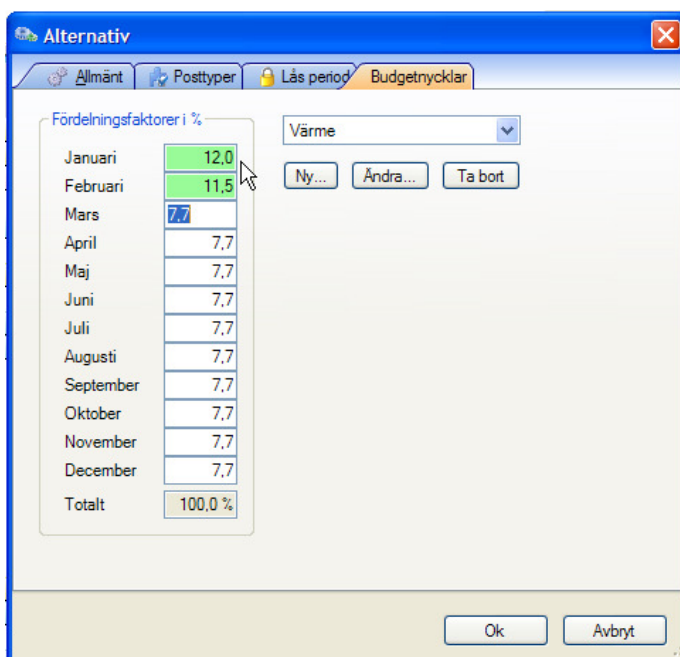 Alternativ
Allmänt Posttyper Lås period Budgetnycklar
Fördelningsfaktorer i %
Värme
Januari 12,0
Ny... Ändra... Ta bort
Februari 11,5
Mars 7,7
April 7,7
Maj 7,7
Juni 7,7
Juli 7,7
Augusti 7,7
September 7,7
Oktober 7,7
November 7,7
December 7,7
Totalt 100,0 %
Ok Avbryt